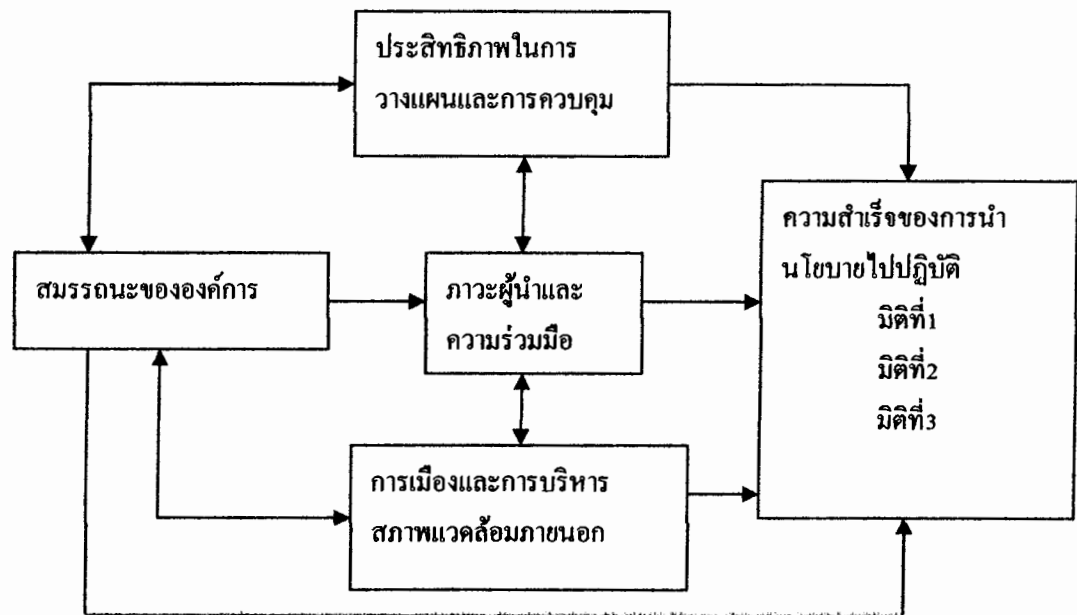 ประสิทธิภาพในการ
วางแผนและการควบคุม
ความสำเร็จของการนำ
นโยบายไปปฏิบัติ
มิติที่1
มิติที่2
มิติที่3
สมรรถนะขององค์การ
ภาวะผู้นำและ
ความร่วมมือ
การเมืองและการบริหาร
สภาพแวดล้อมภายนอก